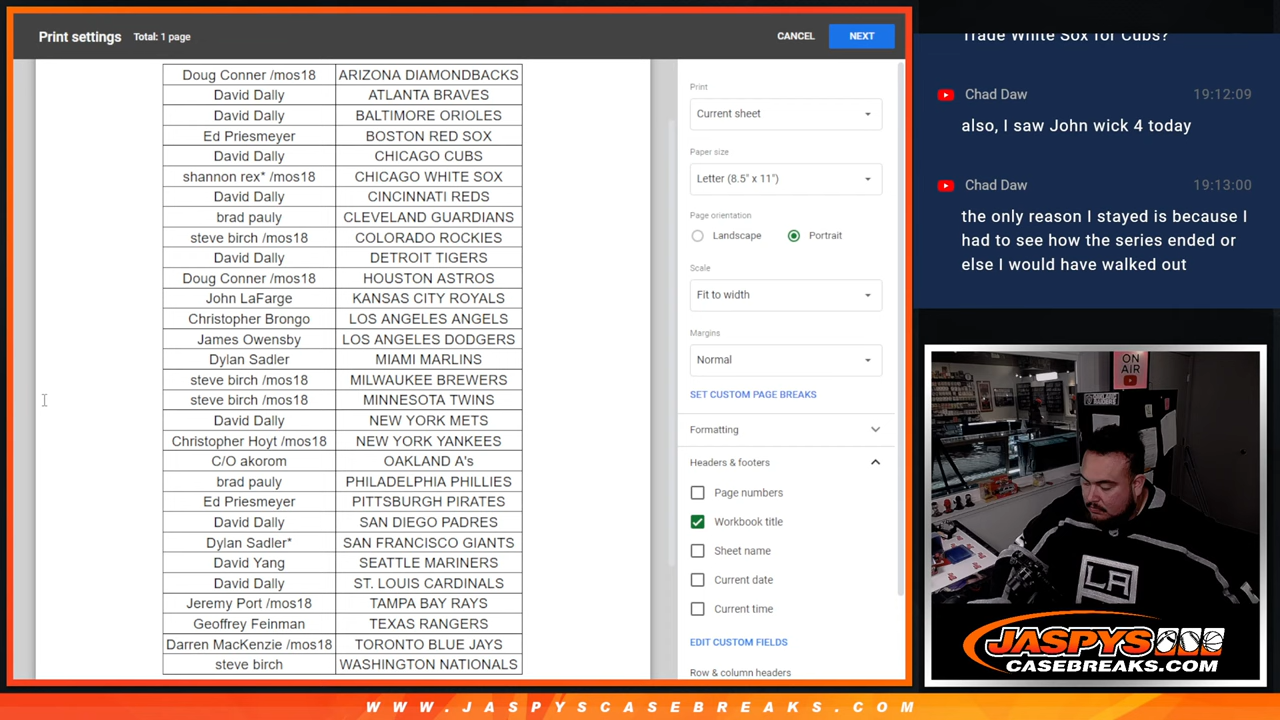 Print settings Total: 1 page CANCEL NEXT
Doug Conner /mos18 ARIZONA DIAMONDBACKS
David Dally ATLANTA BRAVES
David Dally BALTIMORE ORIOLES
Ed Priesmeyer BOSTON RED SOX
David Dally CHICAGO CUBS
shannon rex* /mos18 CHICAGO WHITE SOX
David Dally CINCINNATI REDS
brad pauly CLEVELAND GUARDIANS
steve birch /mos18 COLORADO ROCKIES
David Dally DETROIT TIGERS
Doug Conner /mos18 HOUSTON ASTROS
John LaFarge KANSAS CITY ROYALS
Christopher Brongo LOS ANGELES ANGELS
James Owensby LOS ANGELES DODGERS
Dylan Sadler MIAMI MARLINS
steve birch /mos18 MILWAUKEE BREWERS
steve birch /mos18 MINNESOTA TWINS
David Dally NEW YORK METS
Christopher Hoyt /mos18 NEW YORK YANKEES
C/O akorom OAKLAND A's
brad pauly PHILADELPHIA PHILLIES
Ed Priesmeyer PITTSBURGH PIRATES
David Dally SAN DIEGO PADRES
Dylan Sadler* SAN FRANCISCO GIANTS
David Yang SEATTLE MARINERS
David Dally ST. LOUIS CARDINALS
Jeremy Port /mos18 TAMPA BAY RAYS
Geoffrey Feinman TEXAS RANGERS
Darren MacKenzie /mos18 TORONTO BLUE JAYS
steve birch WASHINGTON NATIONALS
Print
Current sheet
Paper size
Letter (8.5" x 11")
Page orientation
Landscape Portrait
Scale
Fit to width
Margins
Normal
SET CUSTOM PAGE BREAKS
Formatting
Headers & footers
Page numbers
Workbook title
Sheet name
Current date
Current time
EDIT CUSTOM FIELDS
Row & column headers
Trade White Sox for Cubs?
Chad Daw 19:12:09
also, I saw John wick 4 today
Chad Daw 19:13:00
the only reason I stayed is because I
had to see how the series ended or
else I would have walked out
ON
AIR
LA
JASPYS
CASEBREAKS.COM
WWW.JASPYSCASEBREAKS.COM